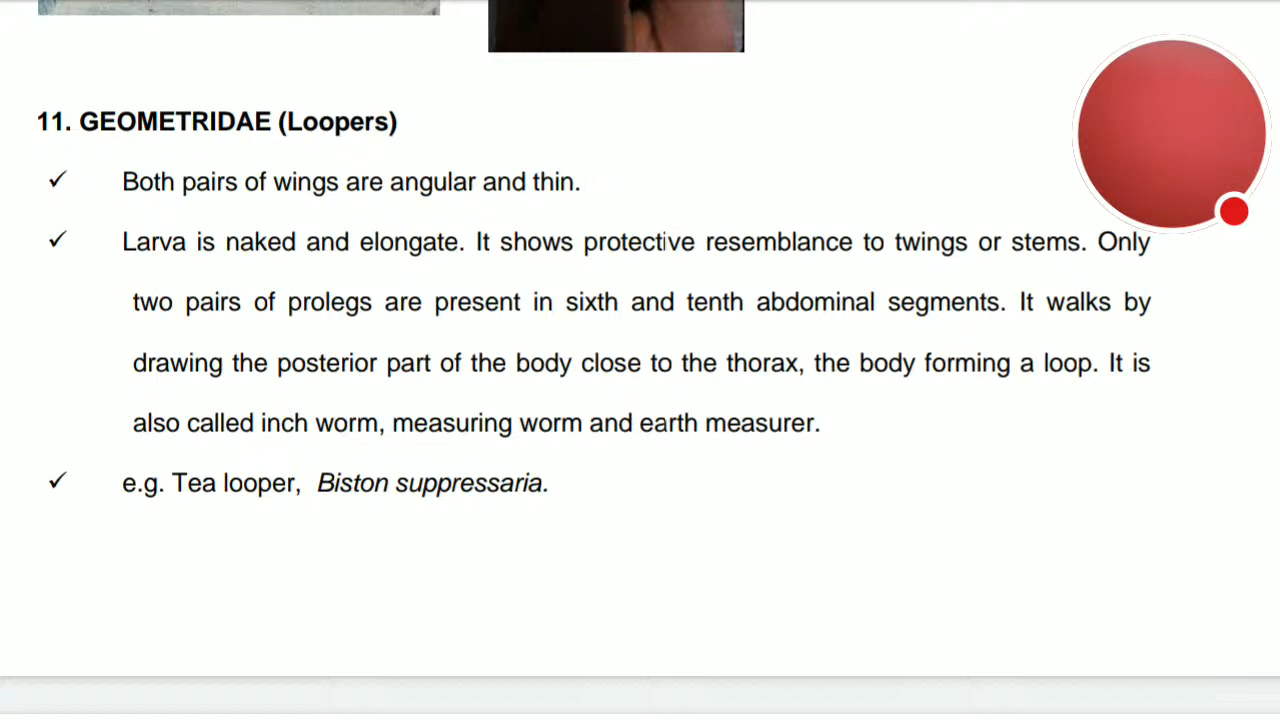 11. GEOMETRIDAE (Loopers)
✓ Both pairs of wings are angular and thin.
✓ Larva is naked and elongate. It shows protective resemblance to twings or stems. Only
two pairs of prolegs are present in sixth and tenth abdominal segments. It walks by
drawing the posterior part of the body close to the thorax, the body forming a loop. It is
also called inch worm, measuring worm and earth measurer.
✓ e.g. Tea looper, Biston suppressaria.